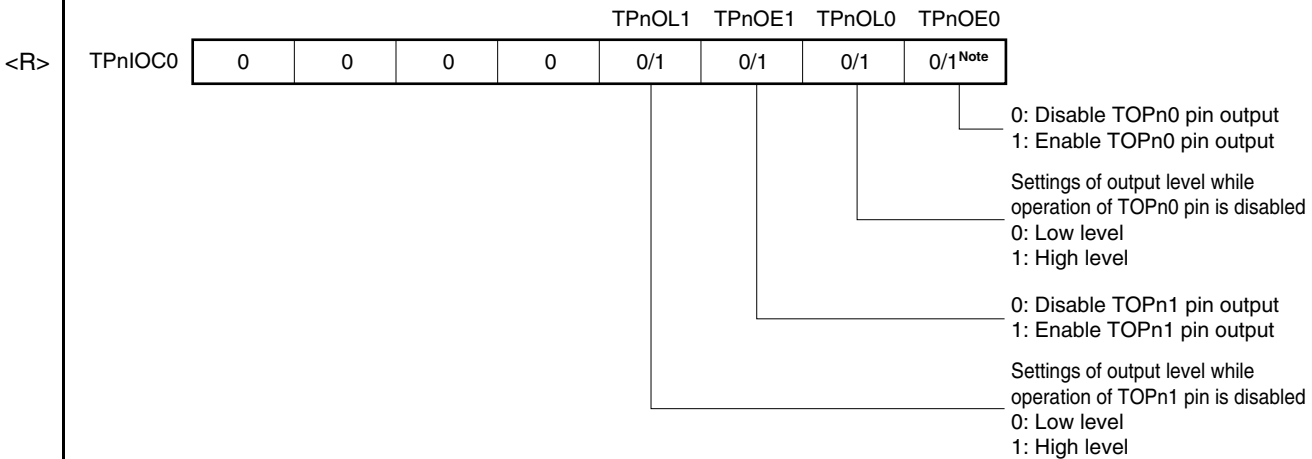 TPnOL1 TPnOE1 TPnOL0 TPnOE0
<R> TPnIOC0 0 0 0 0 0/1 0/1 0/1 0/1Note
0: Disable TOPn0 pin output
1: Enable TOPn0 pin output
Settings of output level while
operation of TOPn0 pin is disabled
0: Low level
1: High level
0: Disable TOPn1 pin output
1: Enable TOPn1 pin output
Settings of output level while
operation of TOPn1 pin is disabled
0: Low level
1: High level